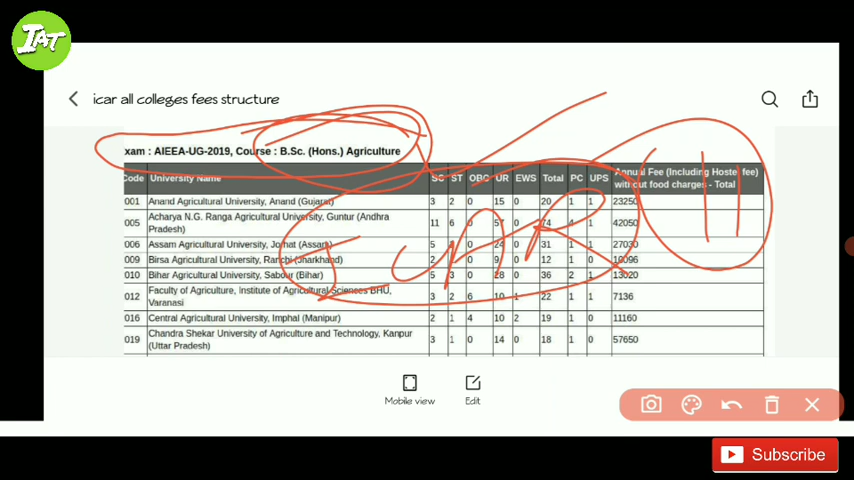 IAT
icar all colleges fees structure
xam : AIEEA-UG-2019, Course : B.Sc. (Hons.) Agriculture
Code University Name SC ST OBC UR EWS Total PC UPS Annual Fee (Including Hostel fee) without food charges - Total
001 Anand Agricultural University, Anand (Gujarat) 3 2 0 15 0 20 1 1 23250
005 Acharya N.G. Ranga Agricultural University, Guntur (Andhra Pradesh) 11 6 57 0 74 1 42050
006 Assam Agricultural University, Jorhat (Assam) 5 0 24 0 31 1 1 27030
009 Birsa Agricultural University, Ranchi (Jharkhand) 2 0 9 0 12 1 0 19096
010 Bihar Agricultural University, Sabour (Bihar) 5 3 0 28 0 36 2 1 13020
012 Faculty of Agriculture, Institute of Agricultural Sciences BHU, Varanasi 3 2 6 10 1 22 1 1 7136
016 Central Agricultural University, Imphal (Manipur) 2 1 4 10 2 19 1 0 11160
019 Chandra Shekar University of Agriculture and Technology, Kanpur (Uttar Pradesh) 3 1 0 14 0 18 1 0 57650
Mobile view Edit
Subscribe